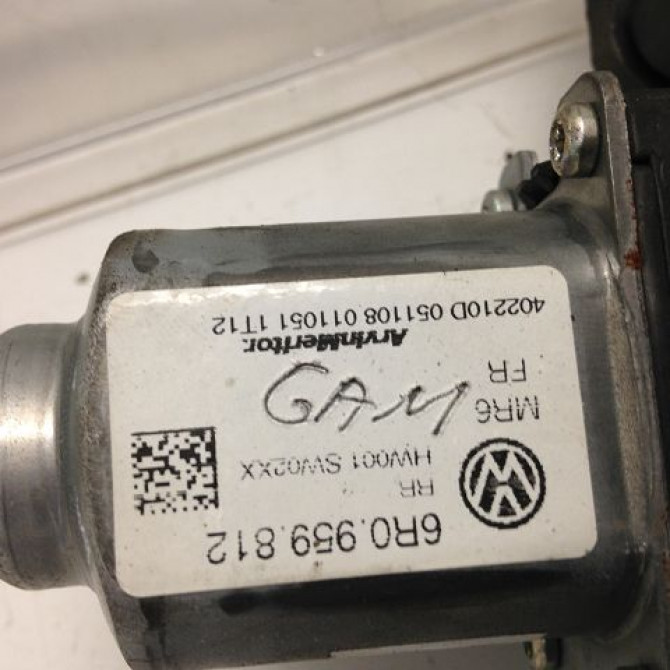 6R0.959.812
RR
HW001 SW02XX
MR6
FR
ArvinMeritor.
402210D 051108 011051 1T12
GAM